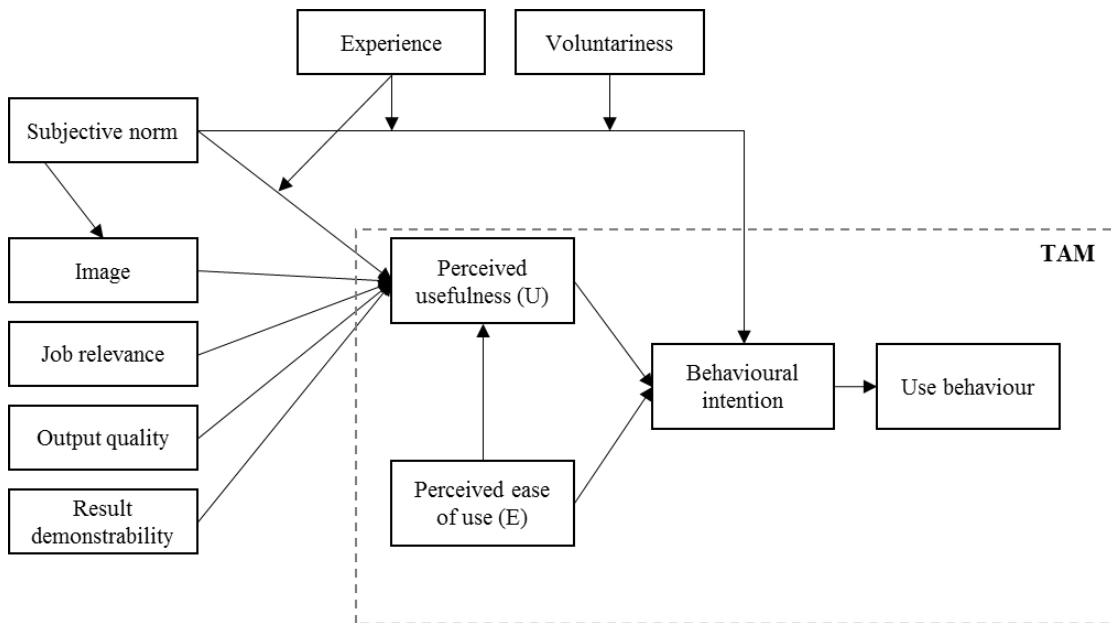 Experience
Voluntariness
Subjective norm
Image
Job relevance
Output quality
Result
demonstrability
TAM
Perceived
usefulness (U)
Perceived ease
of use (E)
Behavioural
intention
Use behaviour